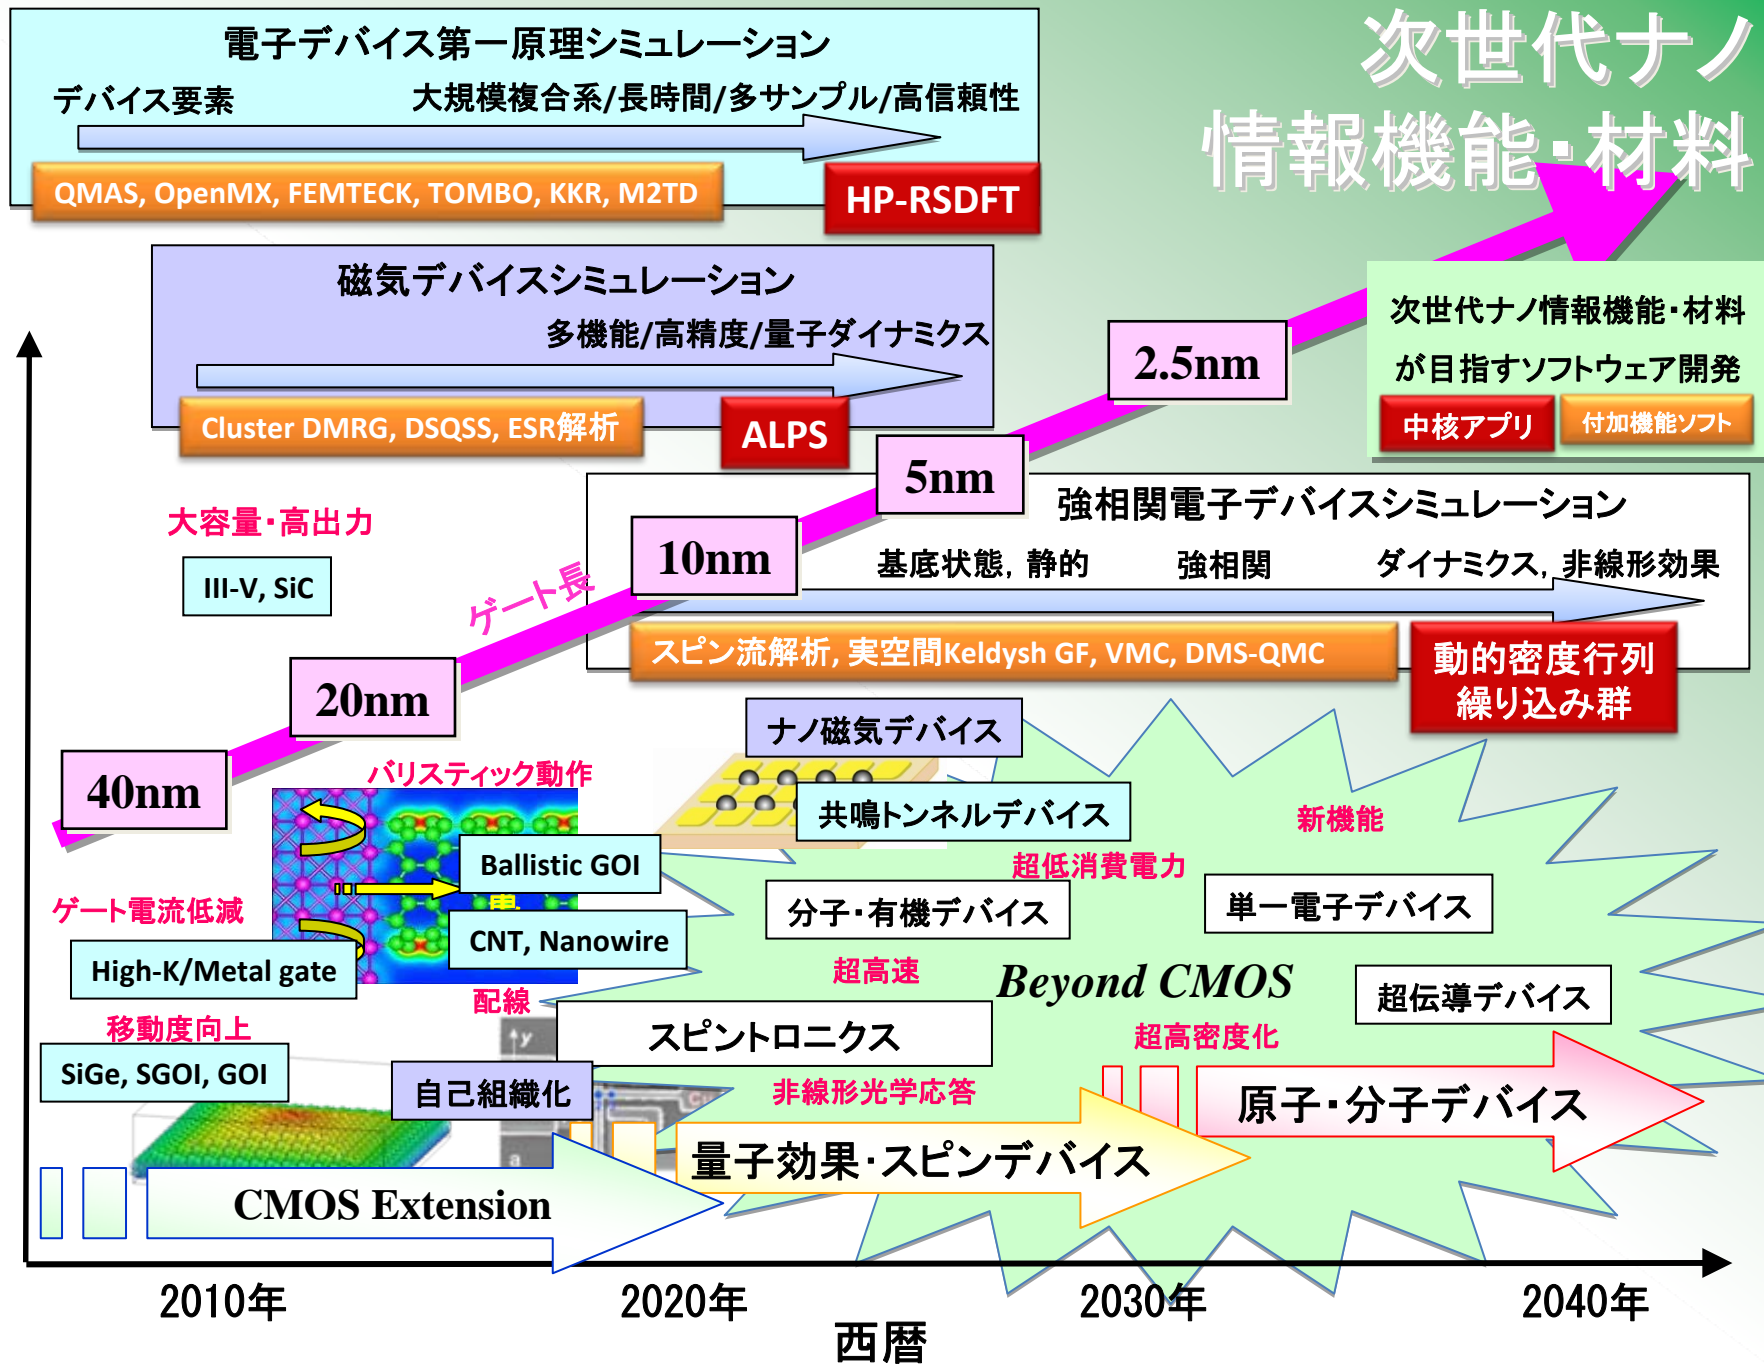 次世代ナノ
情報機能・材料
電子デバイス第一原理シミュレーション
デバイス要素
大規模複合系/長時間/多サンプル/高信頼性
QMAS, OpenMX, FEMTECK, TOMBO, KKR, M2TD
HP-RSDFT
磁気デバイスシミュレーション
多機能/高精度/量子ダイナミクス
Cluster DMRG, DSQSS, ESR解析
ALPS
次世代ナノ情報機能・材料
が目指すソフトウェア開発
中核アプリ
付加機能ソフト
2.5nm
5nm
10nm
20nm
40nm
ゲート長
強相関電子デバイスシミュレーション
基底状態, 静的
強相関
ダイナミクス, 非線形効果
スピン流解析, 実空間Keldysh GF, VMC, DMS-QMC
動的密度行列
繰り込み群
大容量・高出力
III-V, SiC
バリスティック動作
Ballistic GOI
CNT, Nanowire
ゲート電流低減
High-K/Metal gate
配線
移動度向上
SiGe, SGOI, GOI
自己組織化
y
a
ナノ磁気デバイス
共鳴トンネルデバイス
新機能
超低消費電力
分子・有機デバイス
単一電子デバイス
超高速
Beyond CMOS
超伝導デバイス
スピントロニクス
超高密度化
非線形光学応答
原子・分子デバイス
量子効果・スピンデバイス
CMOS Extension
2010年
2020年
2030年
2040年
西暦